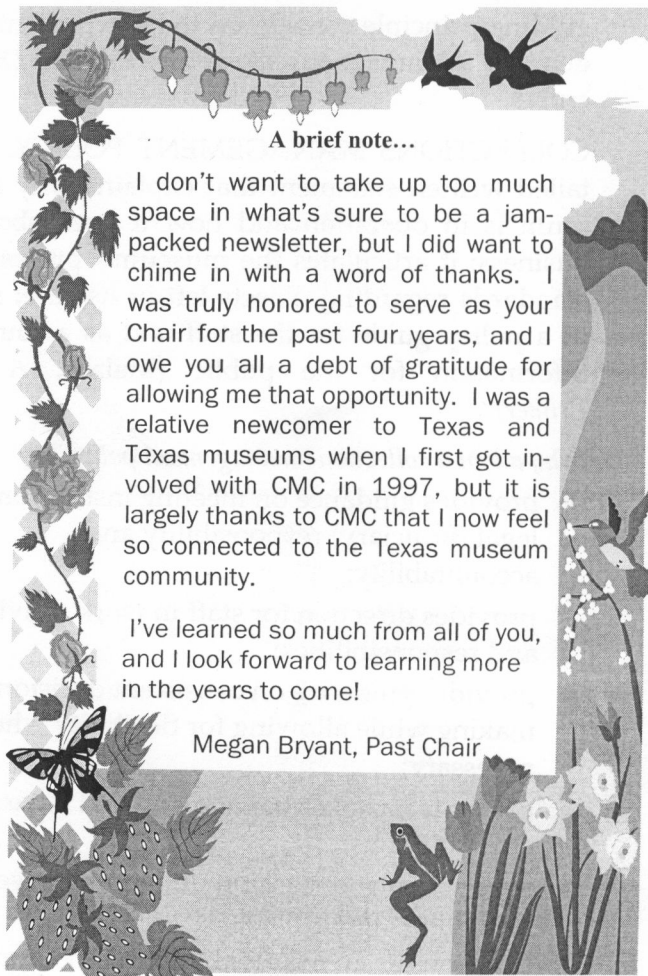 A brief note…
I don't want to take up too much
space in what's sure to be a jam-
packed newsletter, but I did want to
chime in with a word of thanks.  I
was truly honored to serve as your
Chair for the past four years, and I
owe you all a debt of gratitude for
allowing me that opportunity.  I was a
relative newcomer to Texas and
Texas museums when I first got in-
volved with CMC in 1997, but it is
largely thanks to CMC that I now feel
so connected to the Texas museum
community.
I've learned so much from all of you,
and I look forward to learning more
in the years to come!
Megan Bryant, Past Chair